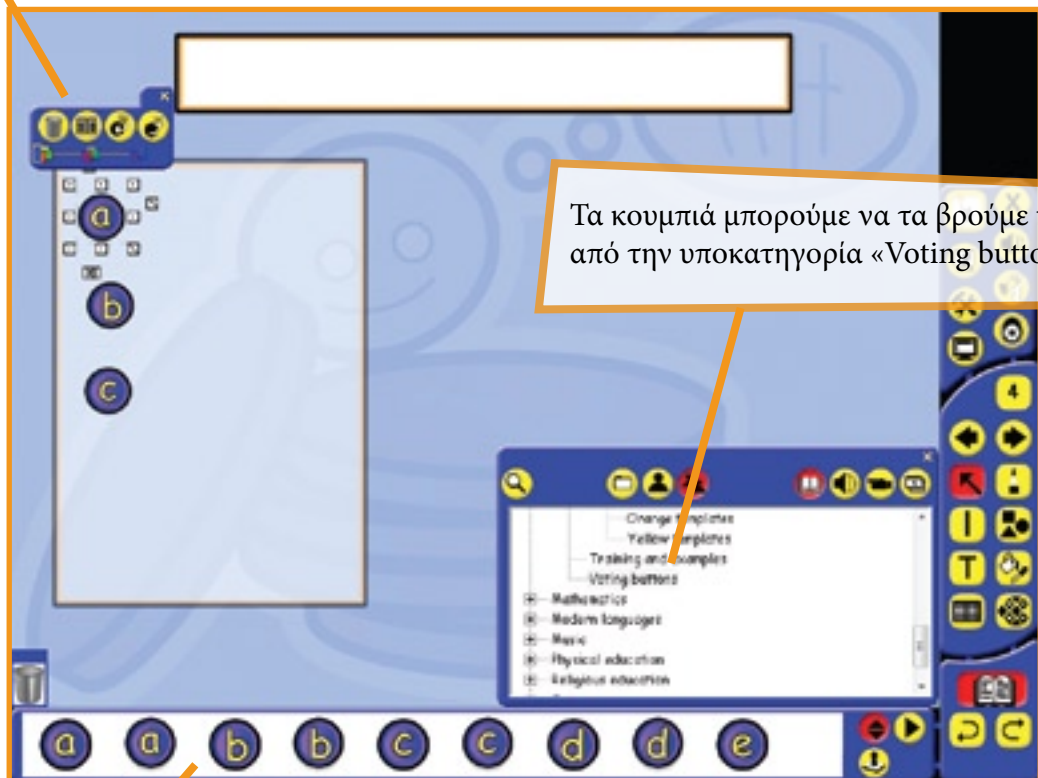 Τα κουμπιά μπορούμε να τα βρούμε
από την υποκατηγορία «Voting butto
a
b
c
4
T
Orange templates
Yellow templates
Training and examples
Voting buttons
Mathematics
Modern languages
Music
Physical education
Religious education
a a b b c c d d e